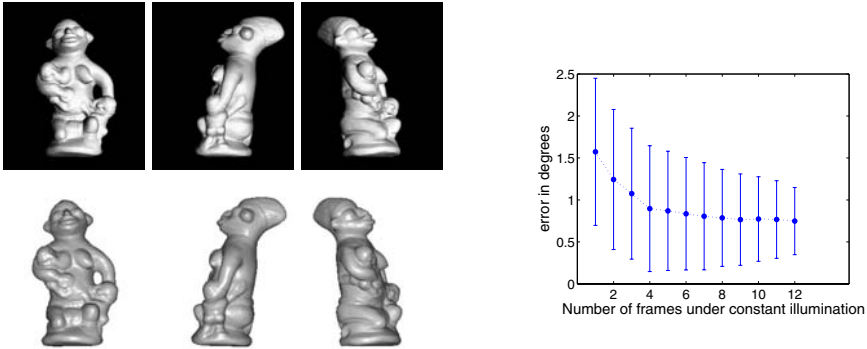 2.5
2
1.5
1
0.5
0
error in degrees
2 4 6 8 10 12
Number of frames under constant illumination